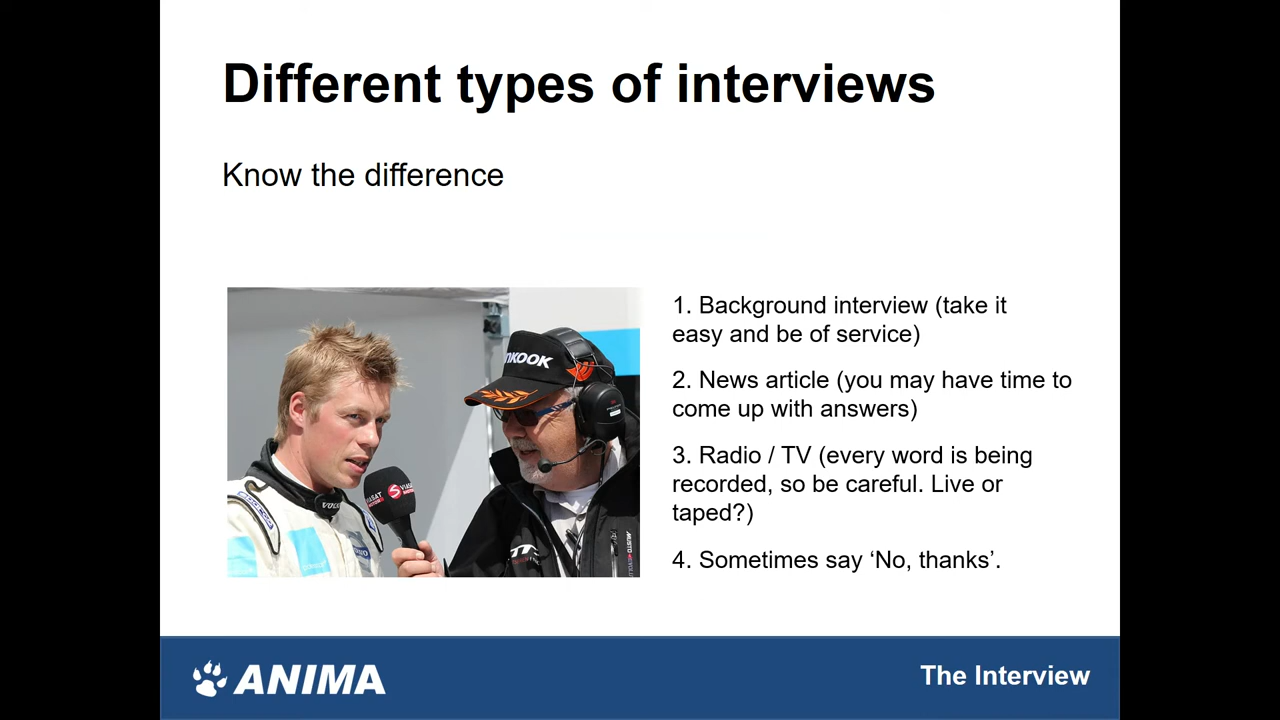 Different types of interviews
Know the difference
1. Background interview (take it
easy and be of service)
2. News article (you may have time to
come up with answers)
3. Radio / TV (every word is being
recorded, so be careful. Live or
taped?)
4. Sometimes say ‘No, thanks’.
NKOOK
VIASAT
ANIMA
The Interview